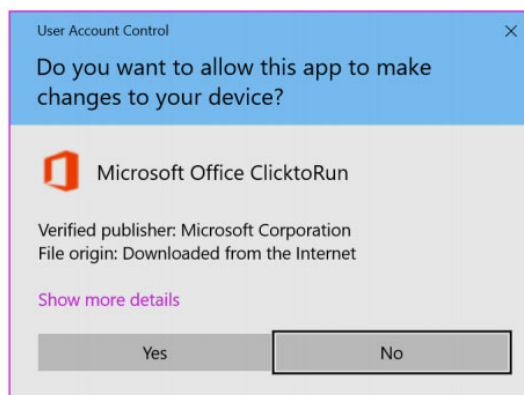 User Account Control
Do you want to allow this app to make
changes to your device?
Microsoft Office ClicktoRun
Verified publisher: Microsoft Corporation
File origin: Downloaded from the Internet
Show more details
Yes
No